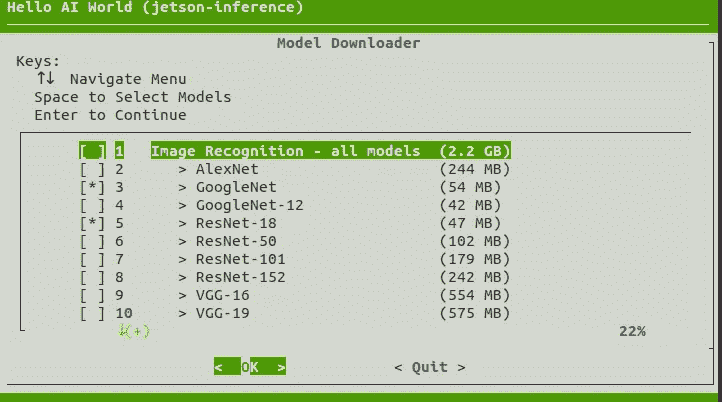 Hello AI World (jetson-inference)
Model Downloader
Keys:
↑↓ Navigate Menu
Space to Select Models
Enter to Continue
[ ] 1 Image Recognition - all models (2.2 GB)
[ ] 2 > AlexNet (244 MB)
[*] 3 > GoogleNet (54 MB)
[ ] 4 > GoogleNet-12 (42 MB)
[*] 5 > ResNet-18 (47 MB)
[ ] 6 > ResNet-50 (102 MB)
[ ] 7 > ResNet-101 (179 MB)
[ ] 8 > ResNet-152 (242 MB)
[ ] 9 > VGG-16 (554 MB)
[ ] 10 > VGG-19 (575 MB)
↓(+) 22%
< OK > < Quit >